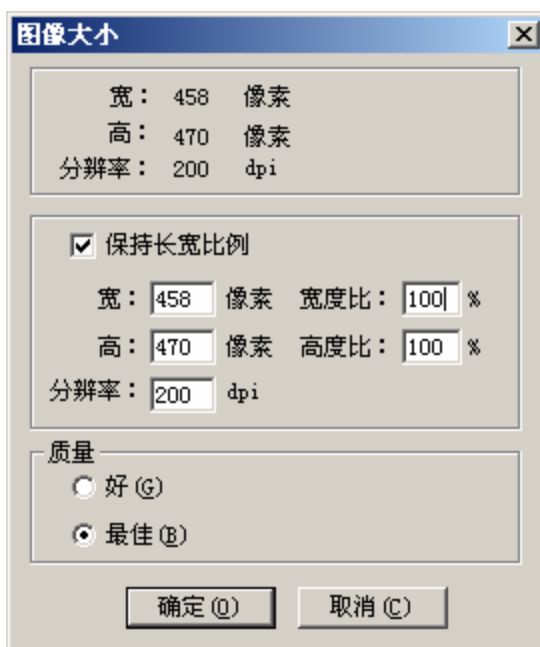 图像大小
宽： 458 像素
高： 470 像素
分辨率： 200 dpi
保持长宽比例
宽： 458 像素 宽度比： 100 %
高： 470 像素 高度比： 100 %
分辨率： 200 dpi
质量
好(G)
最佳(B)
确定(O) 取消(C)